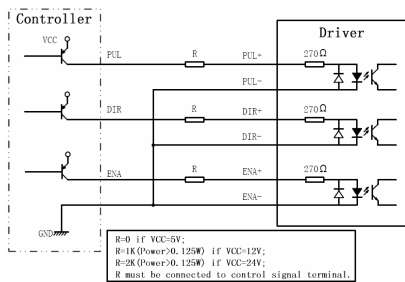 Controller
Driver
VCC
PUL
R
PUL+
270Ω
PUL-
DIR
R
DIR+
270Ω
DIR-
ENA
R
ENA+
270Ω
ENA-
GND
R=0 if VCC=5V;
R=1K(Power>0.125W) if VCC=12V;
R=2K(Power>0.125W) if VCC=24V;
R must be connected to control signal terminal.